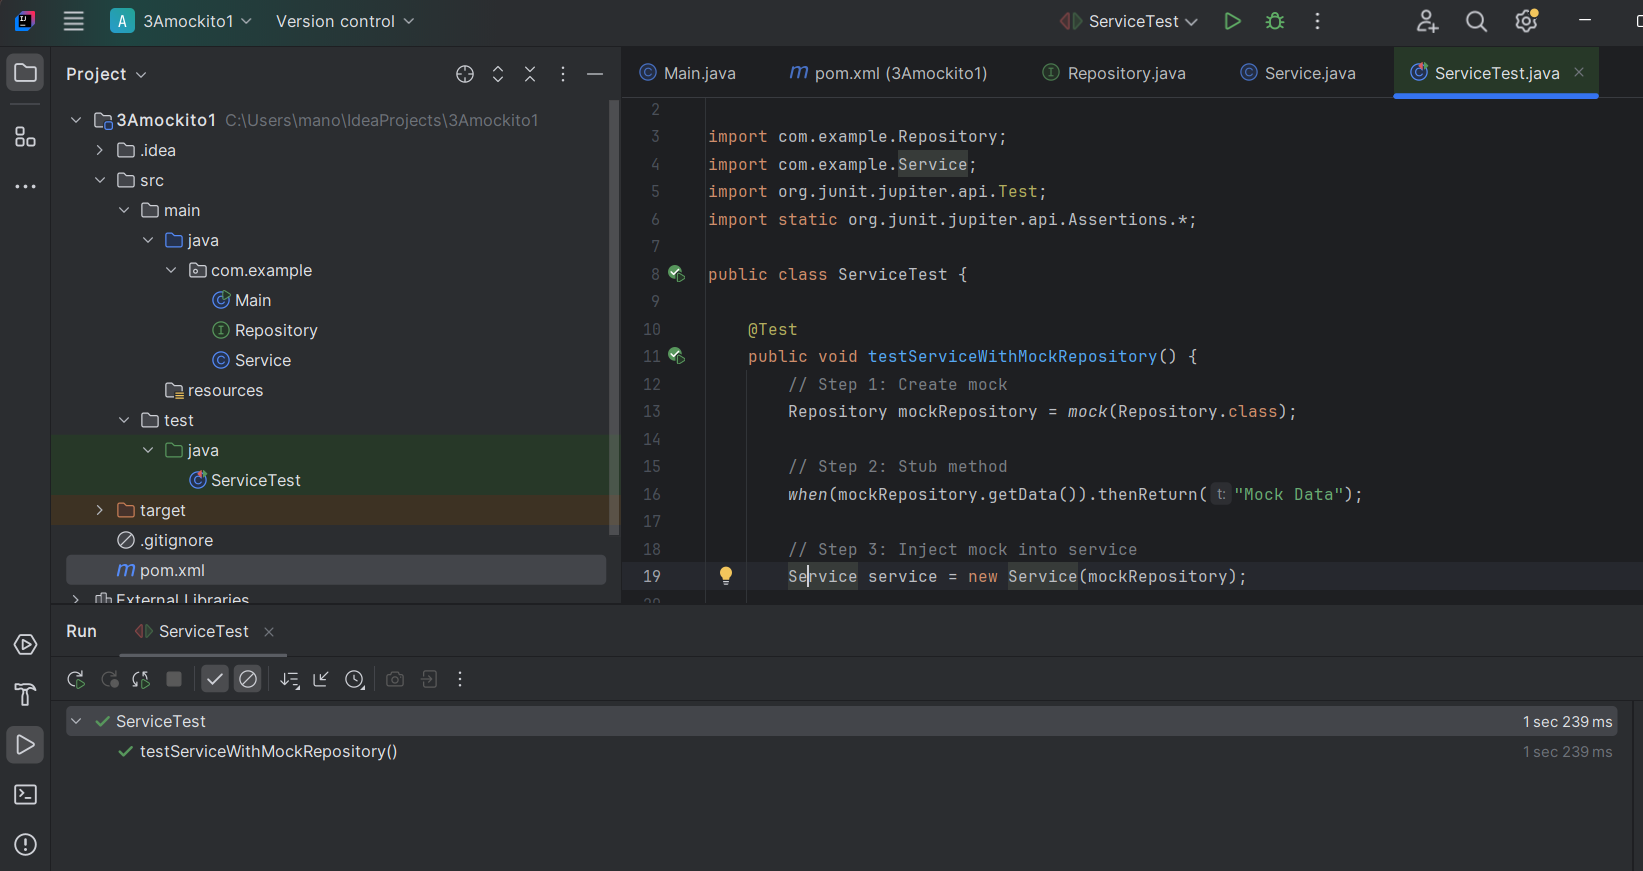 A 3Amockito1 Version control ServiceTest
Project
Main.java pom.xml (3Amockito1) Repository.java Service.java ServiceTest.java
3Amockito1 C:\Users\mano\IdeaProjects\3Amockito1
.idea
src
main
java
com.example
Main
Repository
Service
resources
test
java
ServiceTest
target
.gitignore
pom.xml
External Libraries
2
3 import com.example.Repository;
4 import com.example.Service;
5 import org.junit.jupiter.api.Test;
6 import static org.junit.jupiter.api.Assertions.*;
7
8 public class ServiceTest {
9
10 @Test
11 public void testServiceWithMockRepository() {
12 // Step 1: Create mock
13 Repository mockRepository = mock(Repository.class);
14
15 // Step 2: Stub method
16 when(mockRepository.getData()).thenReturn( t: "Mock Data");
17
18 // Step 3: Inject mock into service
19 Service service = new Service(mockRepository);
20
Run ServiceTest
ServiceTest 1 sec 239 ms
testServiceWithMockRepository() 1 sec 239 ms